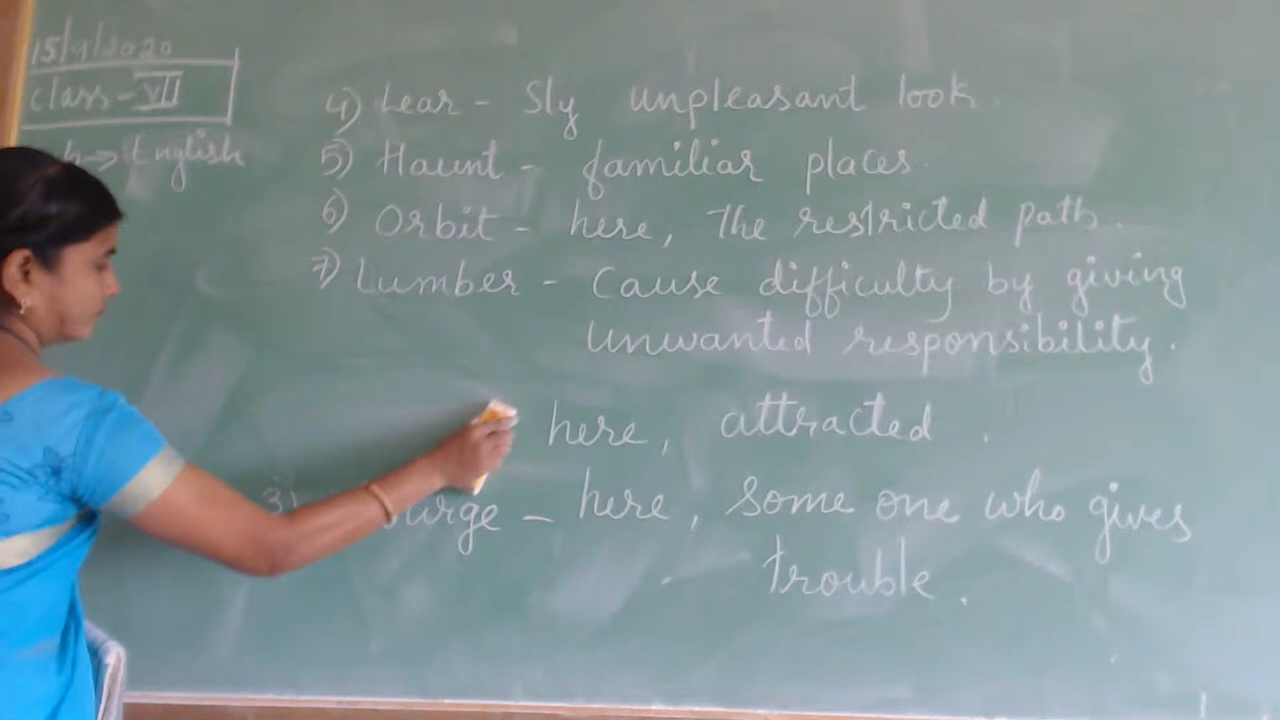 15/9/2020
Class - VII
English
4) Lear - Sly unpleasant look.
5) Haunt - familiar places.
6) Orbit - here, The restricted path.
7) Lumber - Cause difficulty by giving
unwanted responsibility.
here, attracted.
3) urge - here, some one who gives
trouble.